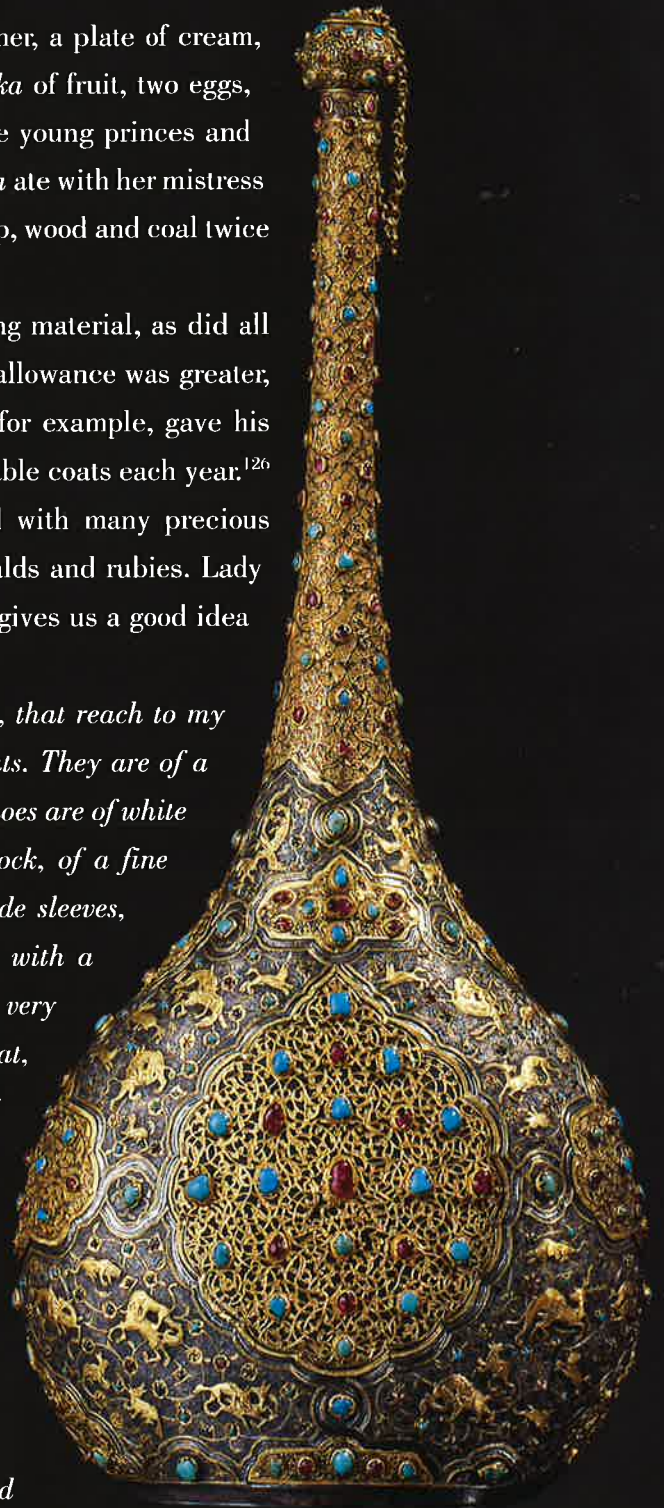 ner, a plate of cream,
ka of fruit, two eggs,
e young princes and
ate with her mistress
p, wood and coal twice
ng material, as did all
allowance was greater,
for example, gave his
able coats each year.¹²⁶
with many precious
alds and rubies. Lady
gives us a good idea
, that reach to my
ts. They are of a
oes are of white
ock, of a fine
de sleeves,
with a
very
at,
d